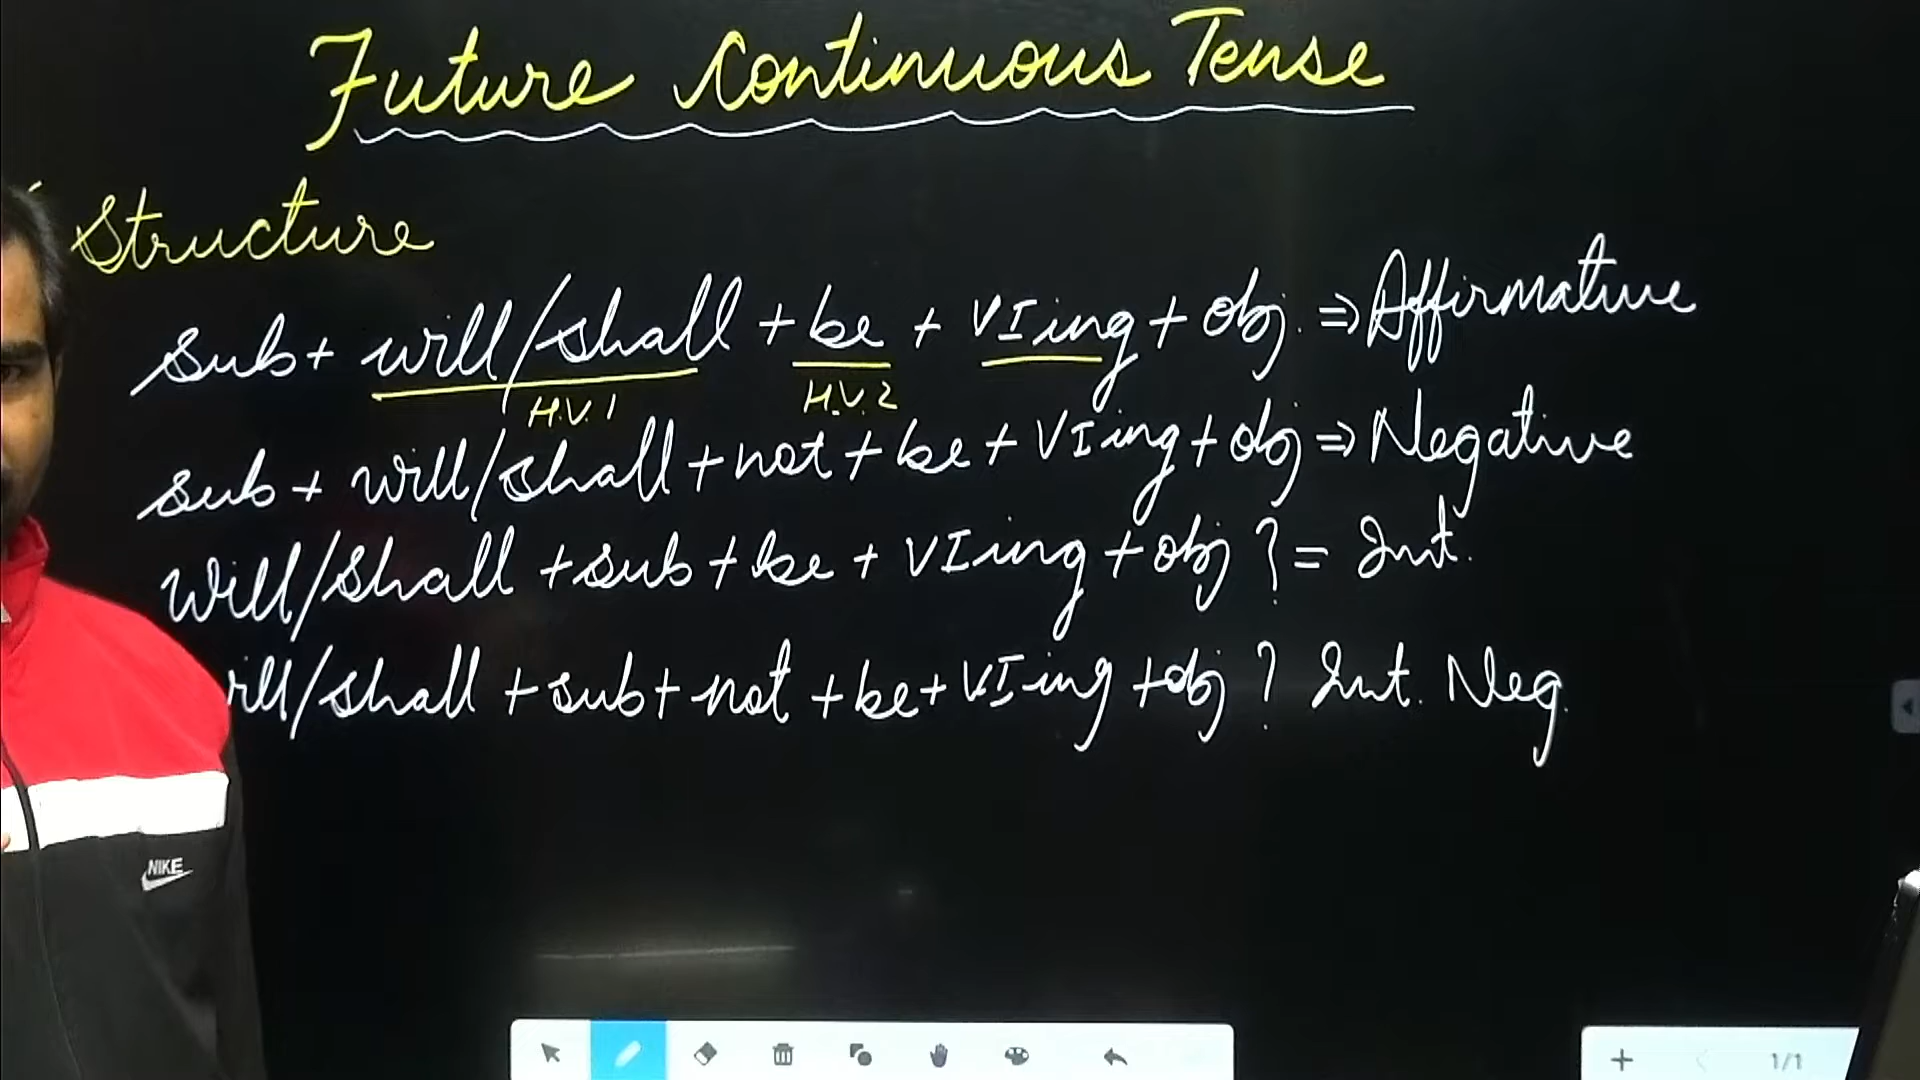 Future Continuous Tense
Structure
Sub + will/shall + be + VIing + obj. ⇒ Affirmative
H.V.1 H.V.2
Sub + will/shall + not + be + VIing + obj ⇒ Negative
Will/Shall + sub + be + VIing + obj ? = Int.
ill/shall + sub + not + be + VIing + obj ? Int. Neg.
NIKE
1/1